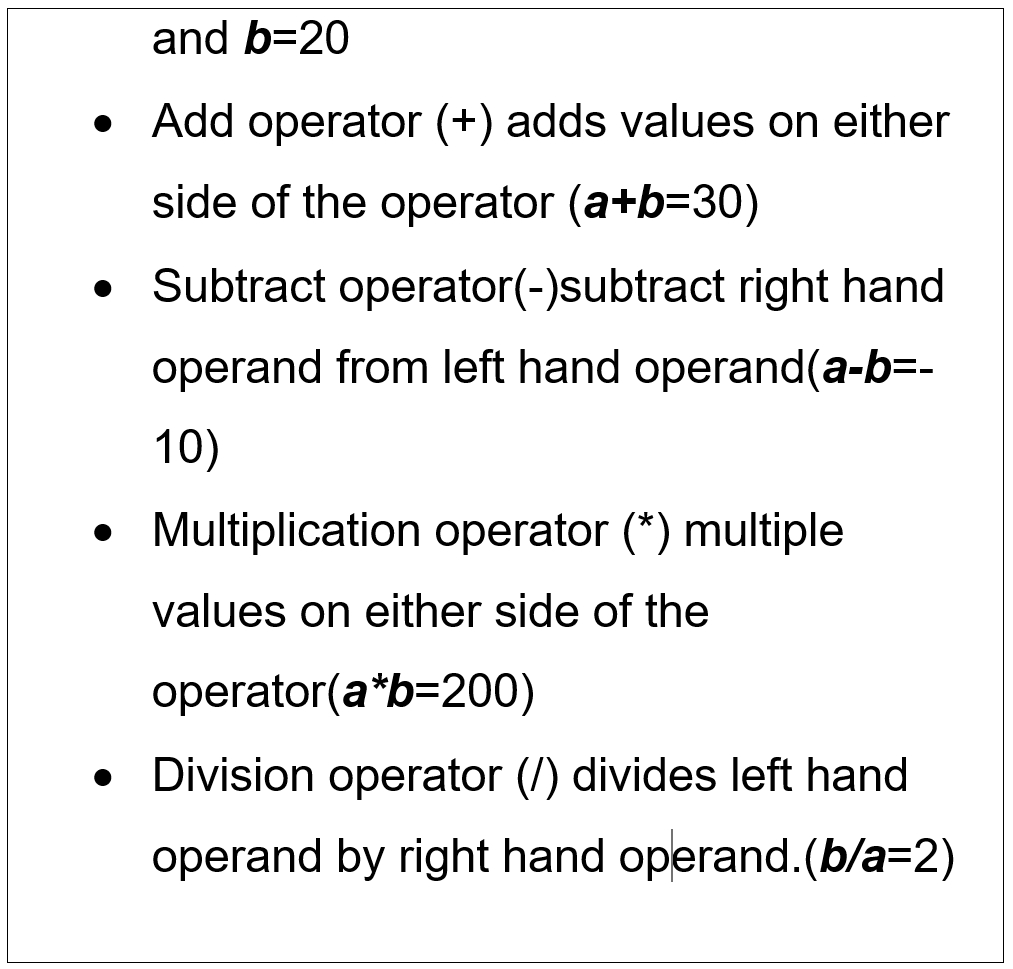 and b=20
• Add operator (+) adds values on either
side of the operator (a+b=30)
• Subtract operator(-)subtract right hand
operand from left hand operand(a-b=-
10)
• Multiplication operator (*) multiple
values on either side of the
operator(a*b=200)
• Division operator (/) divides left hand
operand by right hand operand.(b/a=2)